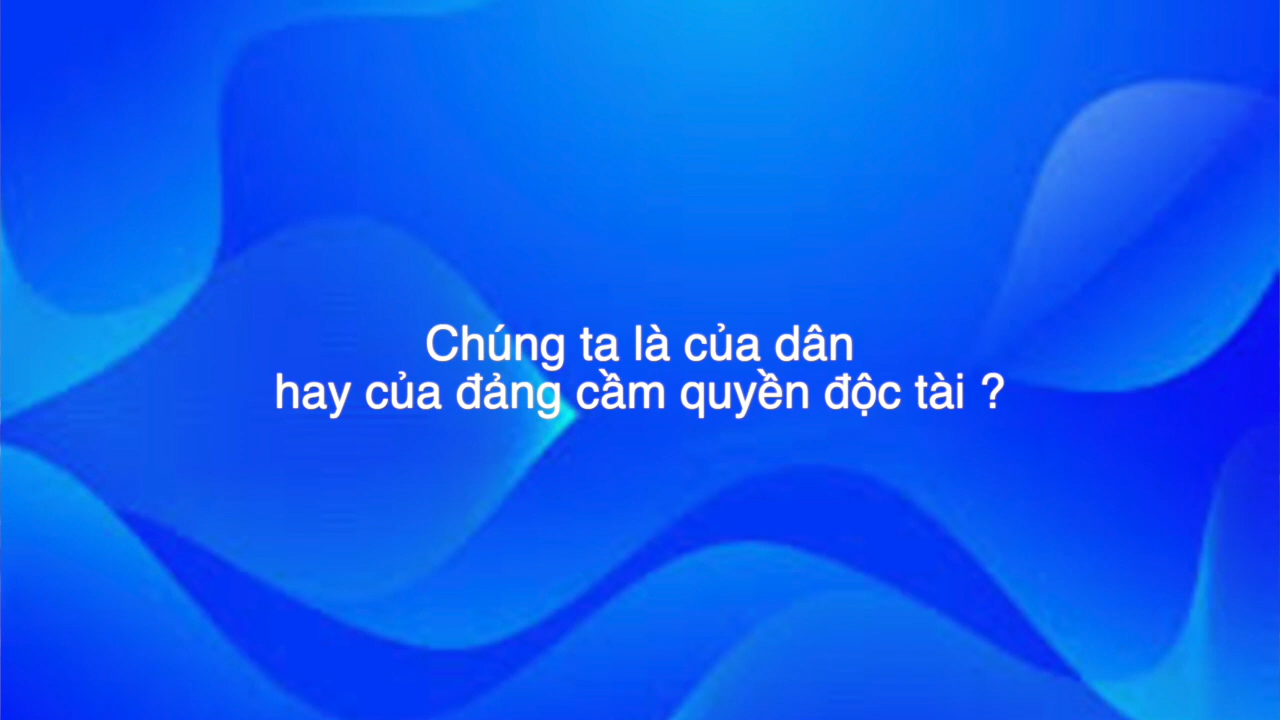 Chúng ta là của dân
hay của đảng cầm quyền độc tài ?